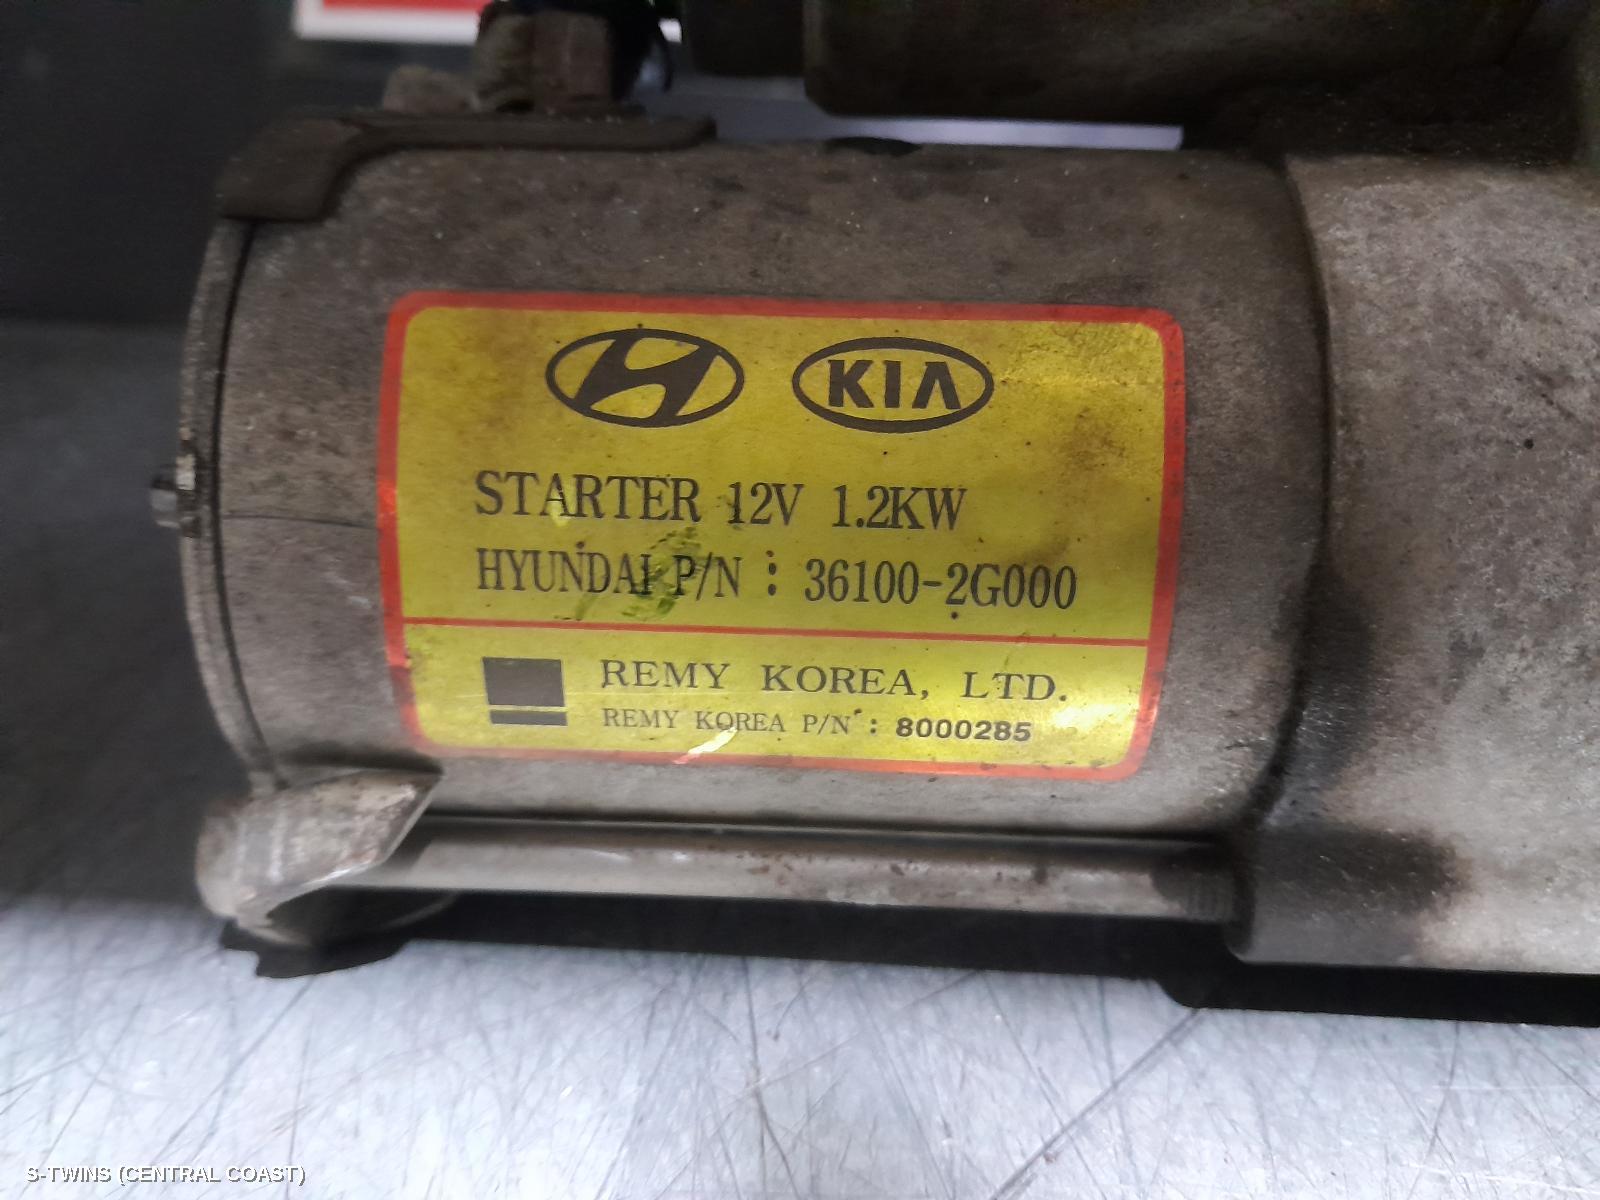 KIA
STARTER 12V 1.2KW
HYUNDAI P/N : 36100-2G000
REMY KOREA, LTD.
REMY KOREA P/N : 8000285
S-TWINS (CENTRAL COAST)